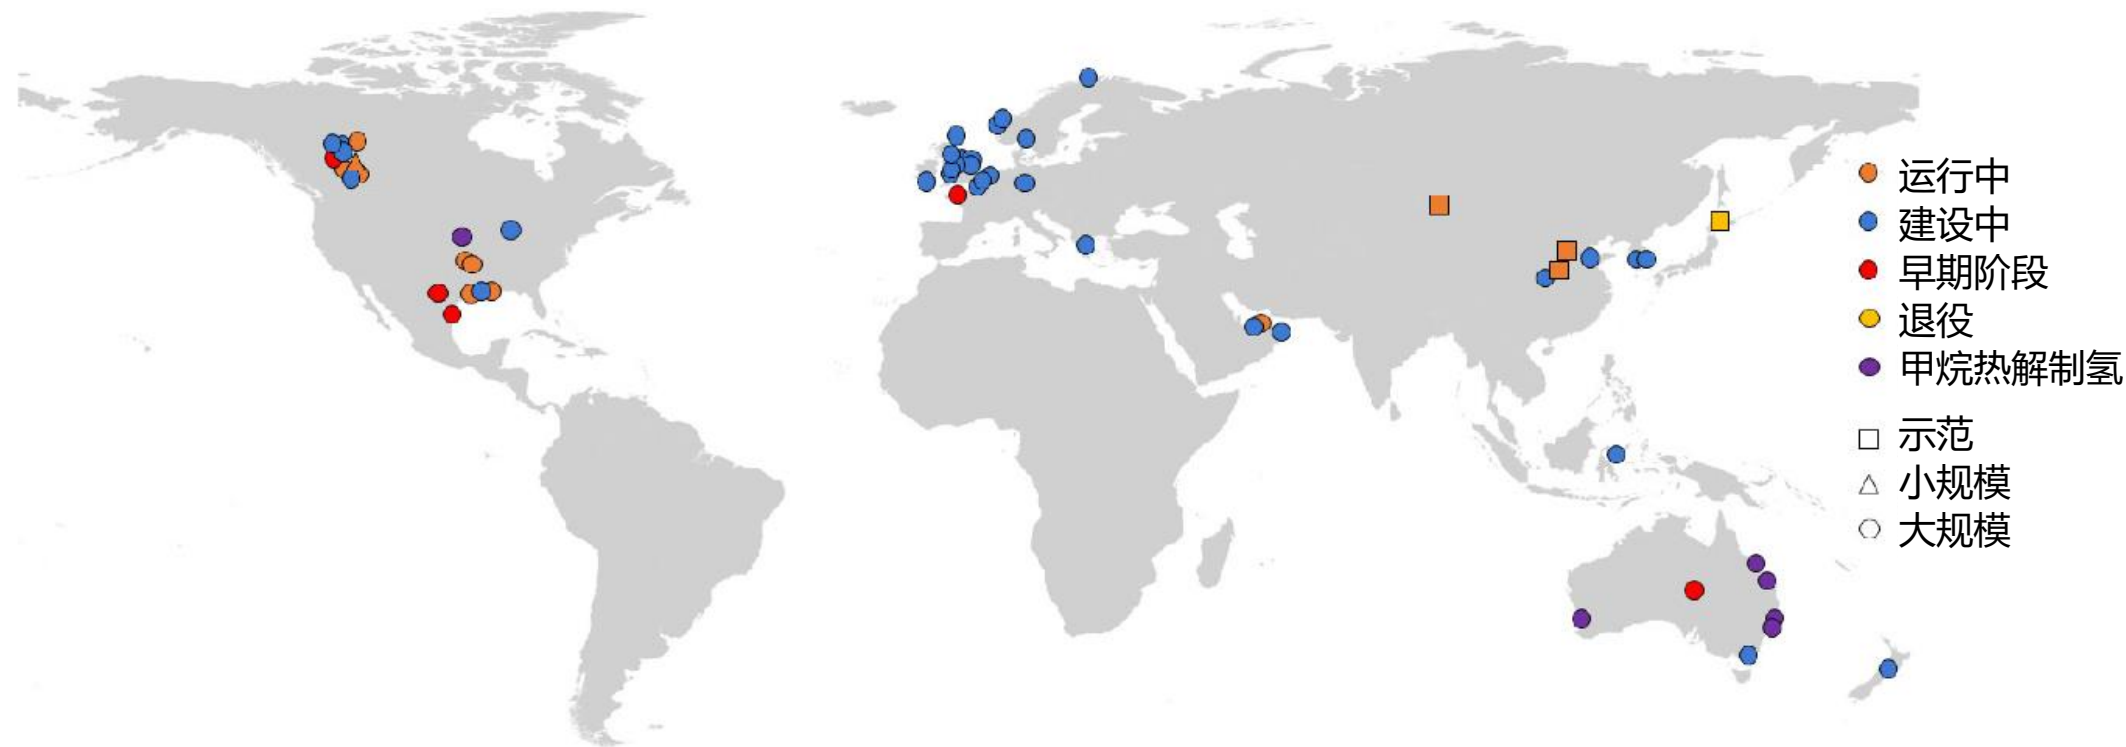 运行中
建设中
早期阶段
退役
甲烷热解制氢
示范
小规模
大规模